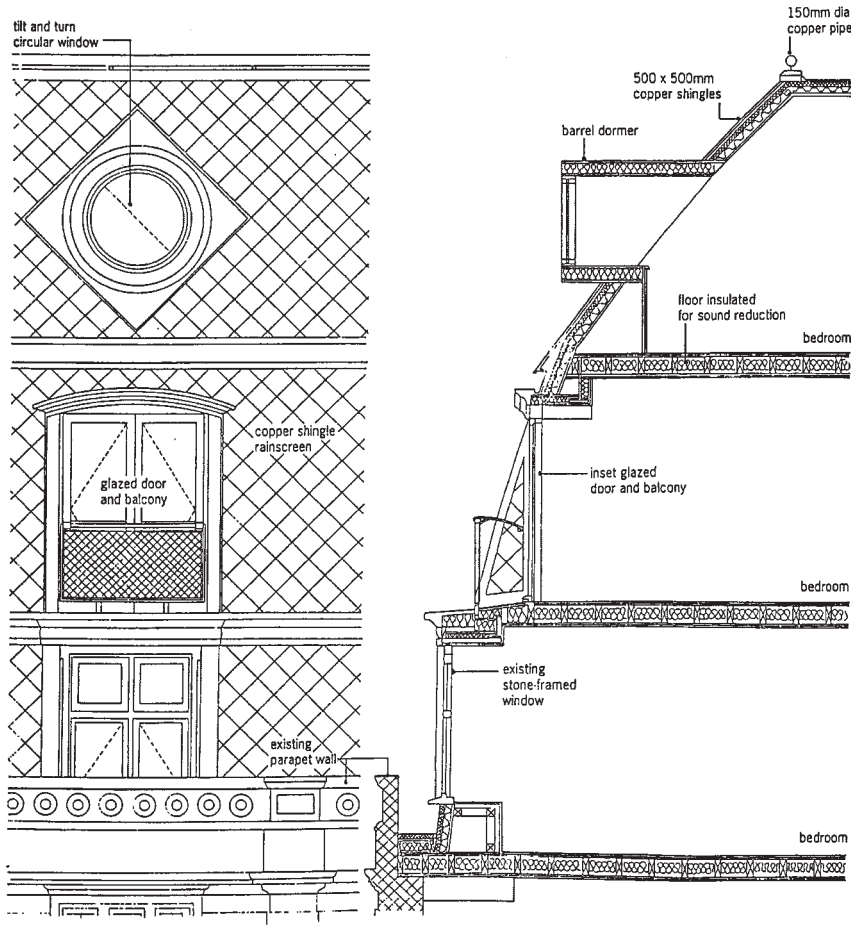 tilt and turn
circular window
150mm dia
copper pipe
500 x 500mm
copper shingles
barrel dormer
floor insulated
for sound reduction
bedroom
copper shingle
rainscreen
glazed door
and balcony
inset glazed
door and balcony
bedroom
existing
stone-framed
window
existing
parapet wall
bedroom